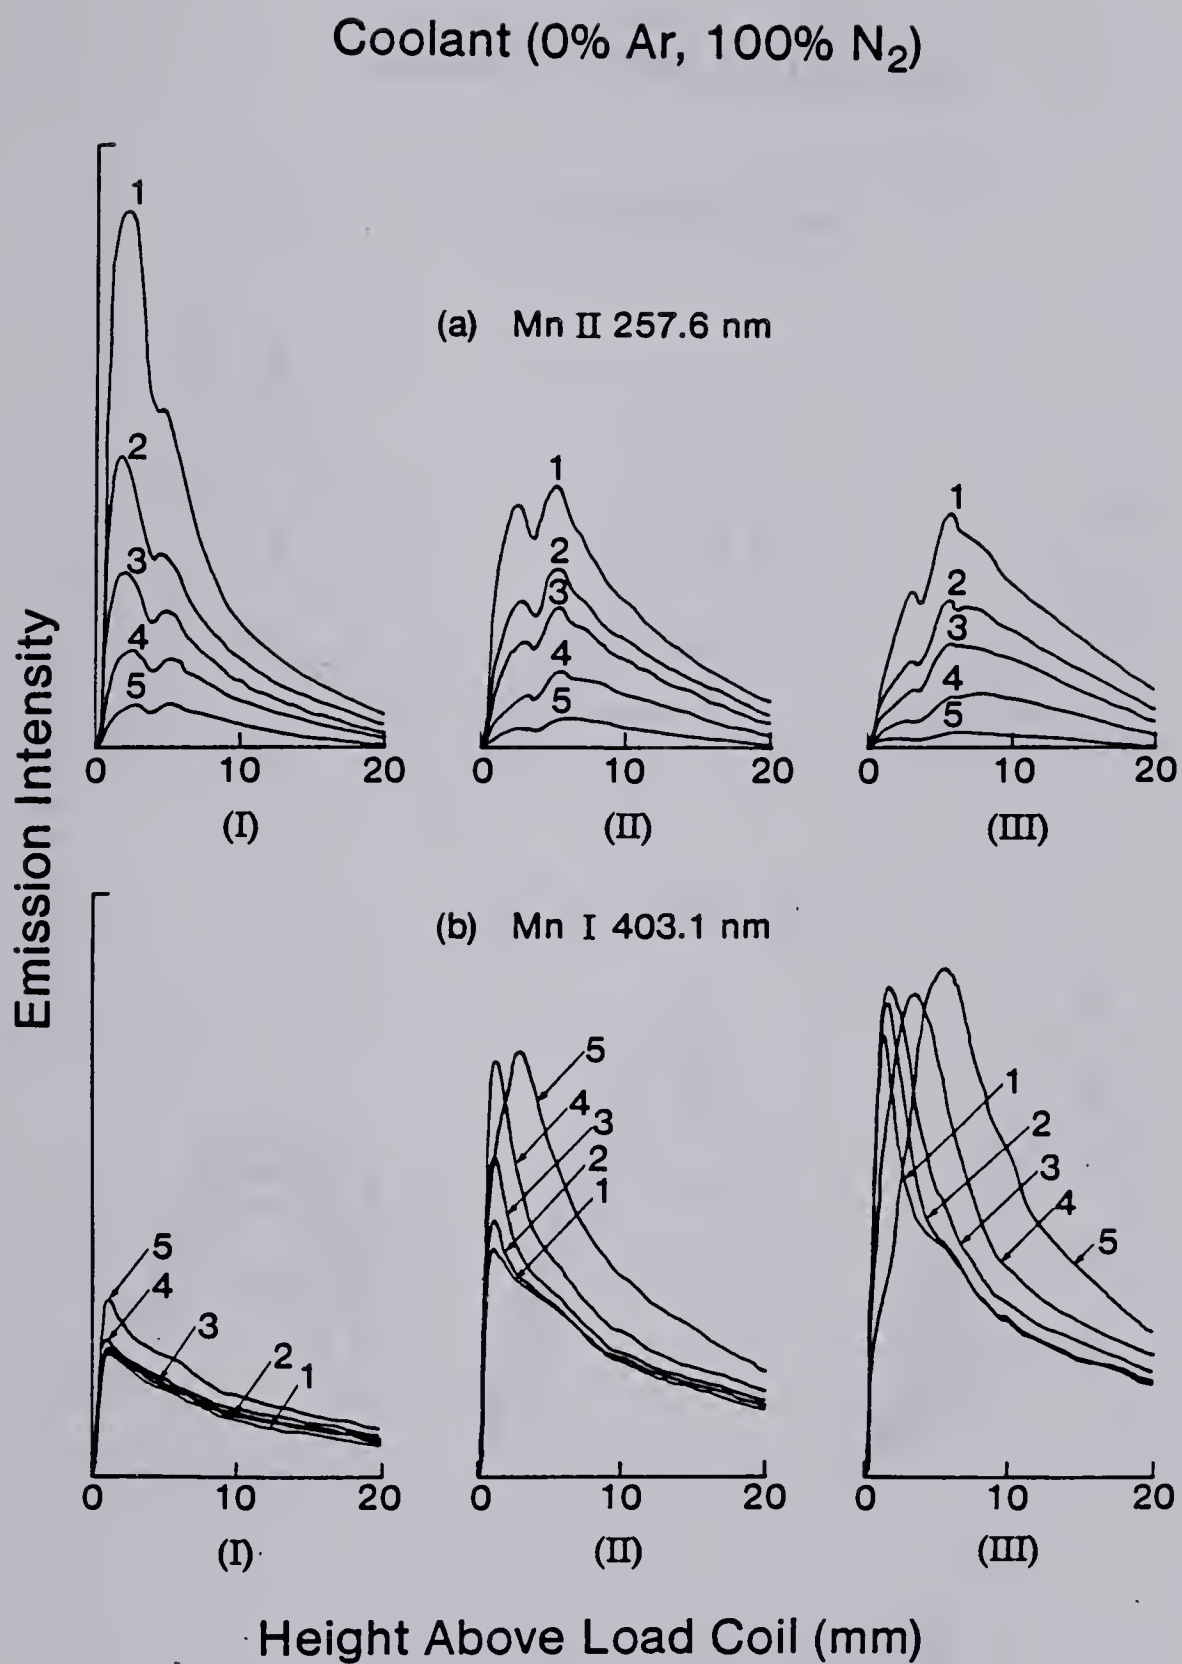 Coolant (0% Ar, 100% N₂)
Emission Intensity
(a) Mn II 257.6 nm
1
2
3
4
5
0 10 20
(I)
1
2
3
4
5
0 10 20
(II)
1
2
3
4
5
0 10 20
(III)
(b) Mn I 403.1 nm
5
4
3
2
1
0 10 20
(I)
5
4
3
2
1
0 10 20
(II)
1
2
3
4
5
0 10 20
(III)
Height Above Load Coil (mm)